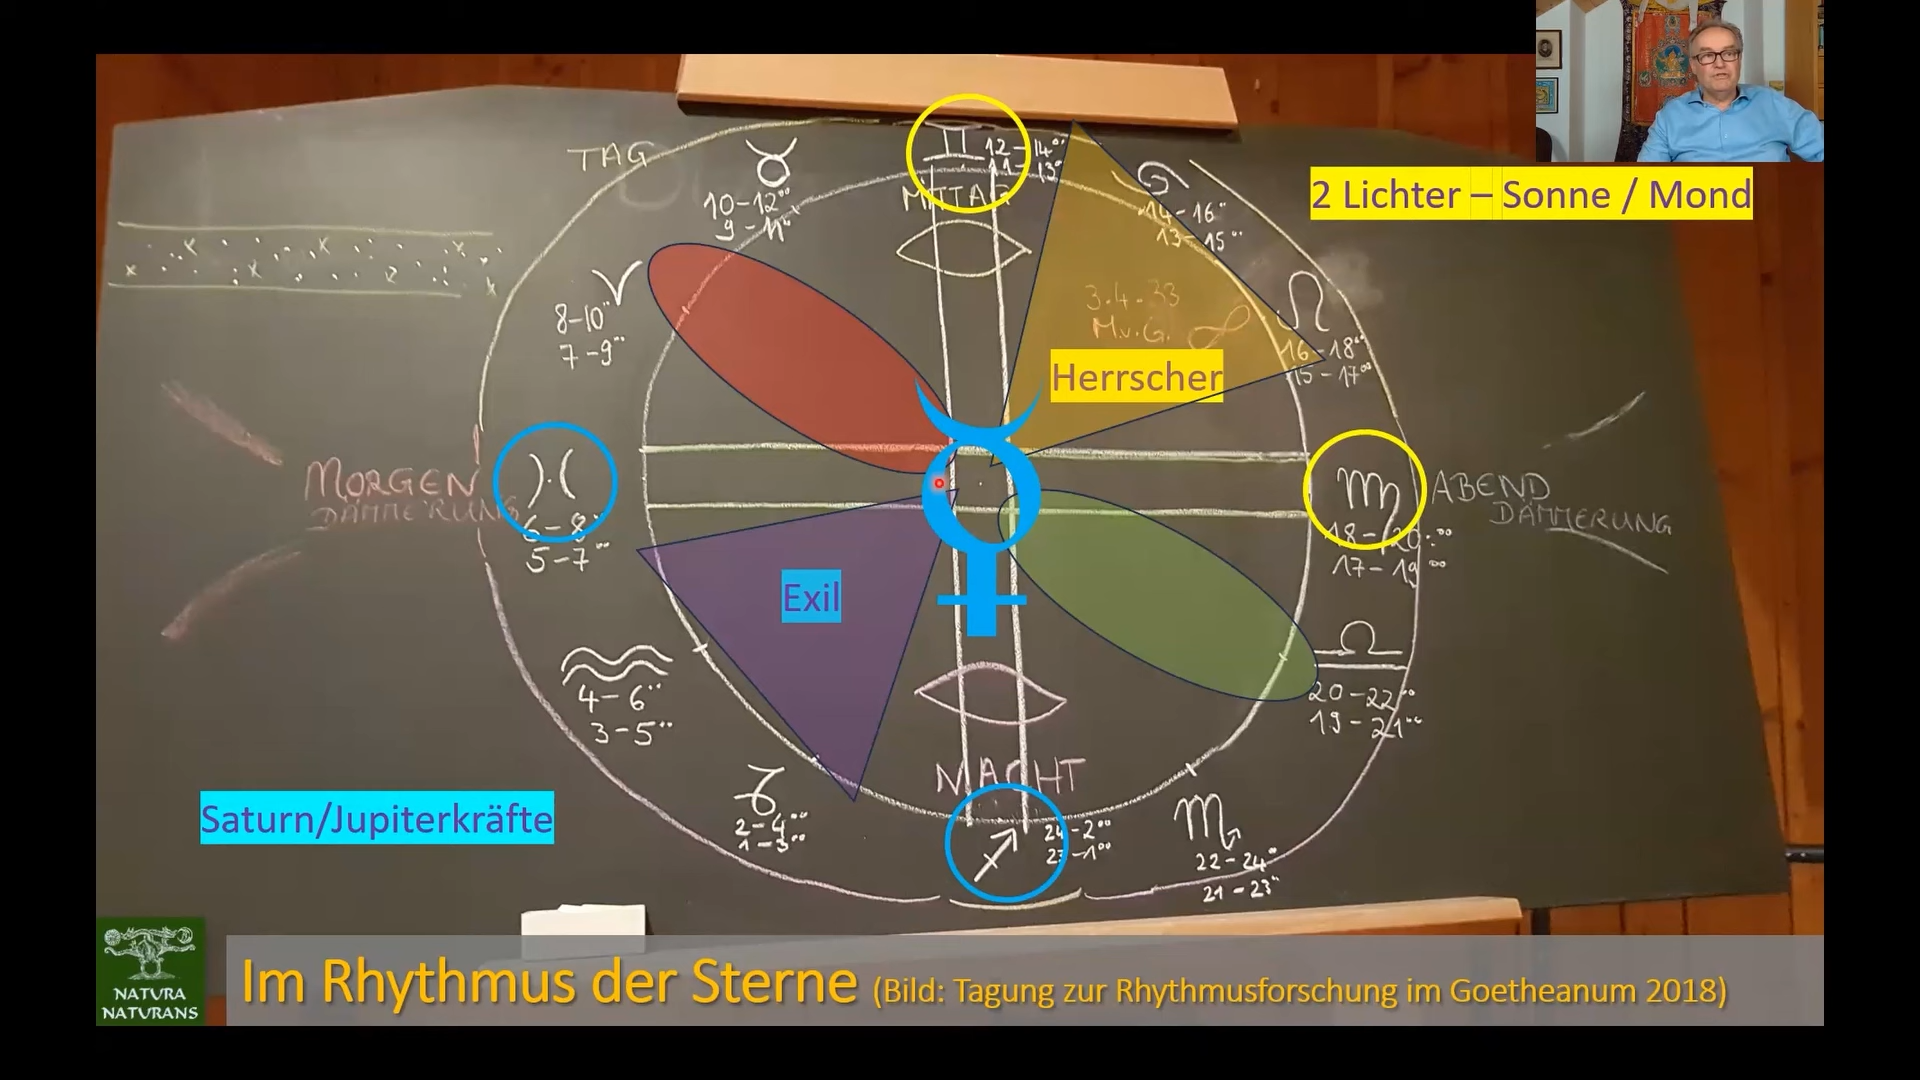 2 Lichter – Sonne / Mond
TAG
10–12°°
9–11°°
12–14°°
11–13°°
MITTAG
14–16°°
13–15°°
8–10°°
7–9°°
3.4.33
M.v.G.
16–18°°
15–17°°
Herrscher
MORGEN
DÄMMERUNG
6–8°°
5–7°°
ABEND
DÄMMERUNG
18–20°°
17–19°°
Exil
4–6°°
3–5°°
20–22°°
19–21°°
NACHT
Saturn/Jupiterkräfte
2–4°°
1–3°°
24–2°°
23–1°°
22–24°°
21–23°°
NATURA
NATURANS
Im Rhythmus der Sterne (Bild: Tagung zur Rhythmusforschung im Goetheanum 2018)